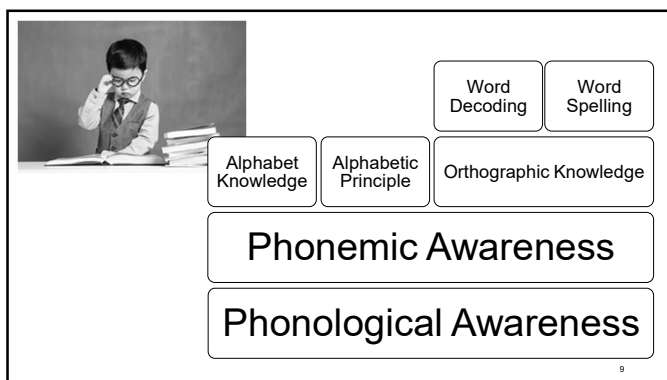 Word
Decoding
Word
Spelling
Alphabet
Knowledge
Alphabetic
Principle
Orthographic Knowledge
Phonemic Awareness
Phonological Awareness
9